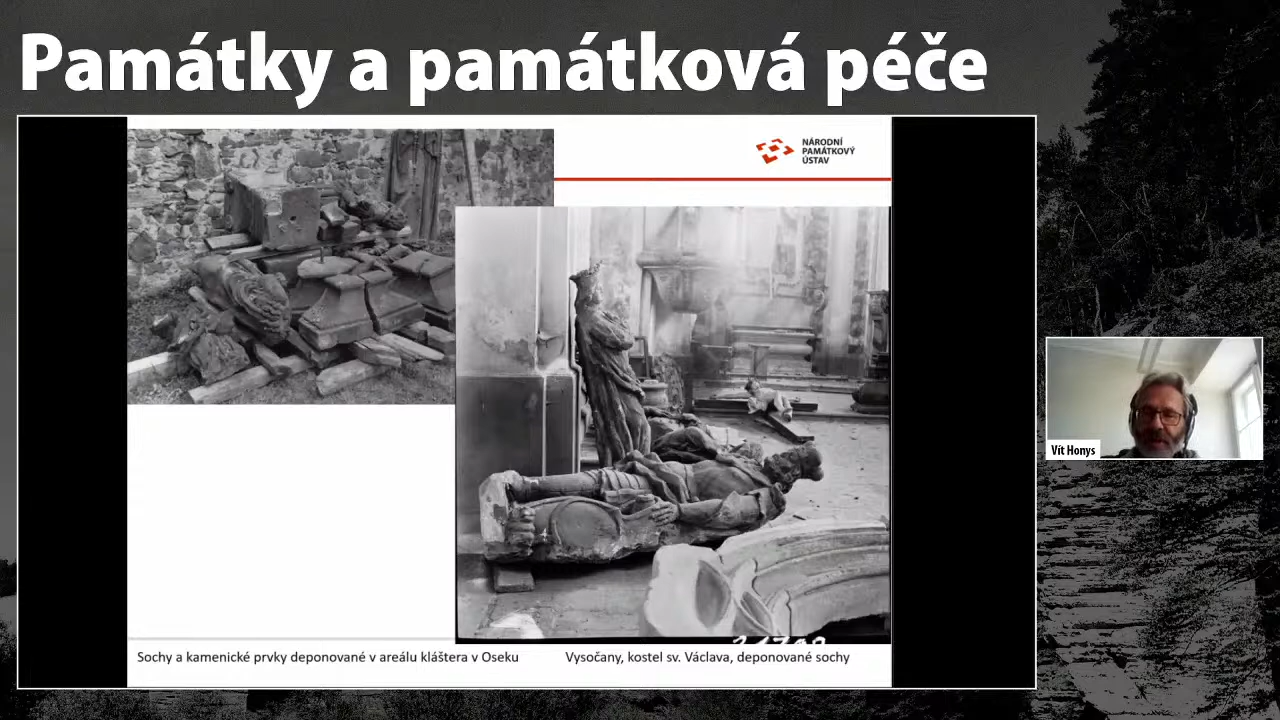 Památky a památková péče
NÁRODNÍ
PAMÁTKOVÝ
ÚSTAV
Vít Honys
Sochy a kamenické prvky deponované v areálu kláštera v Oseku
Vysočany, kostel sv. Václava, deponované sochy